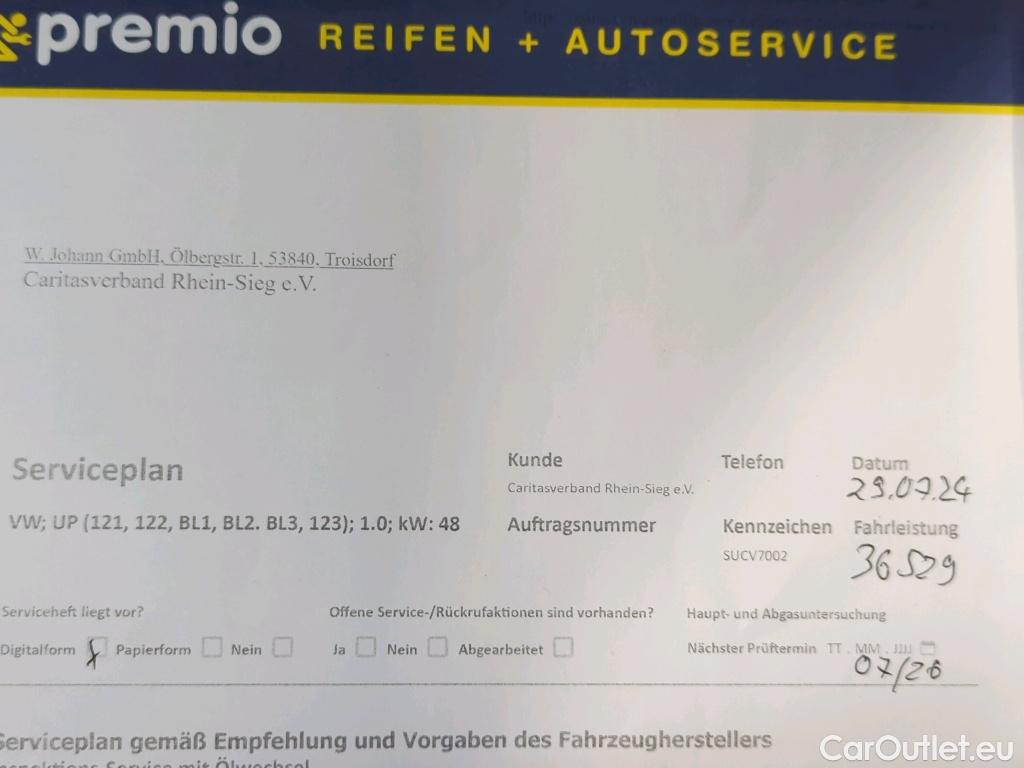 premio REIFEN + AUTOSERVICE
W. Johann GmbH, Ölbergstr. 1, 53840, Troisdorf
Caritasverband Rhein-Sieg e.V.
Serviceplan
Kunde Telefon Datum
Caritasverband Rhein-Sieg e.V. 29.07.24
VW; UP (121, 122, BL1, BL2. BL3, 123); 1.0; kW: 48
Auftragsnummer Kennzeichen Fahrleistung
SUCV7002 36529
Serviceheft liegt vor? Offene Service-/Rückrufaktionen sind vorhanden? Haupt- und Abgasuntersuchung
Digitalform Papierform Nein Ja Nein Abgearbeitet Nächster Prüftermin TT . MM . JJJJ
07/26
Serviceplan gemäß Empfehlung und Vorgaben des Fahrzeugherstellers
Service mit Ölwechsel
CarOutlet.eu